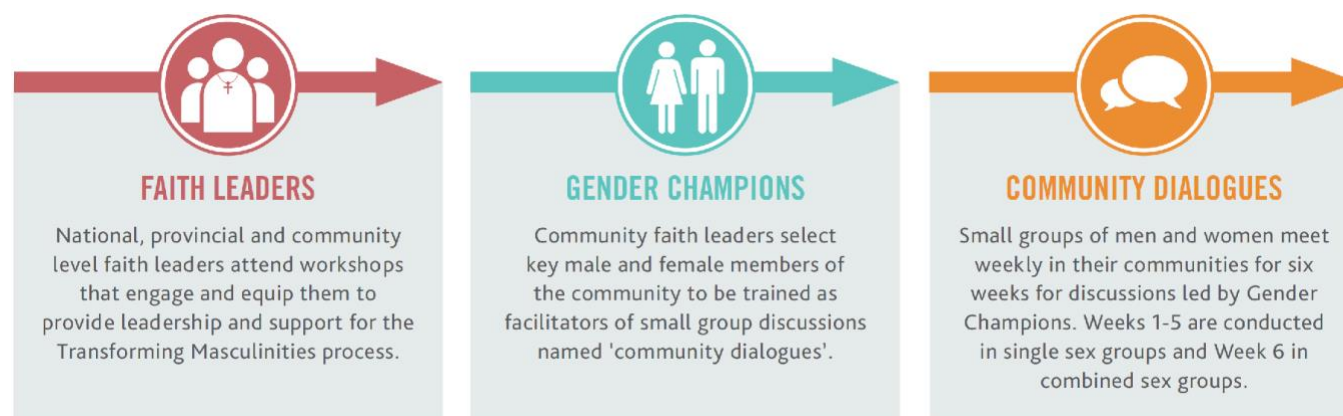 FAITH LEADERS
National, provincial and community
level faith leaders attend workshops
that engage and equip them to
provide leadership and support for the
Transforming Masculinities process.
GENDER CHAMPIONS
Community faith leaders select
key male and female members of
the community to be trained as
facilitators of small group discussions
named 'community dialogues'.
COMMUNITY DIALOGUES
Small groups of men and women meet
weekly in their communities for six
weeks for discussions led by Gender
Champions. Weeks 1-5 are conducted
in single sex groups and Week 6 in
combined sex groups.